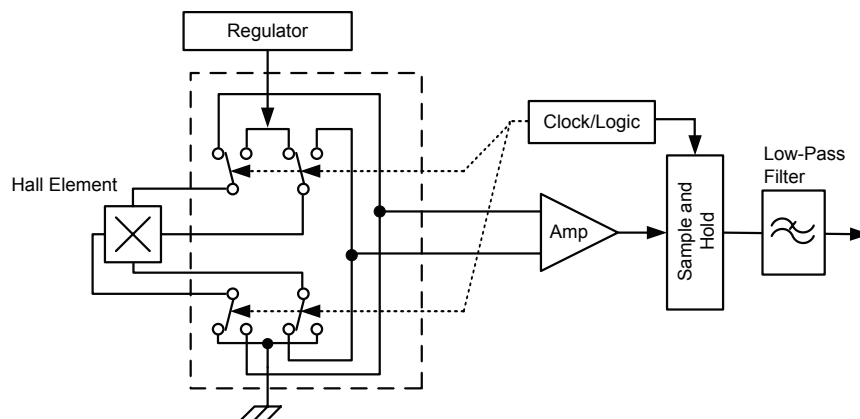 Regulator
Clock/Logic
Low-Pass
Filter
Hall Element
Amp
Sample and
Hold